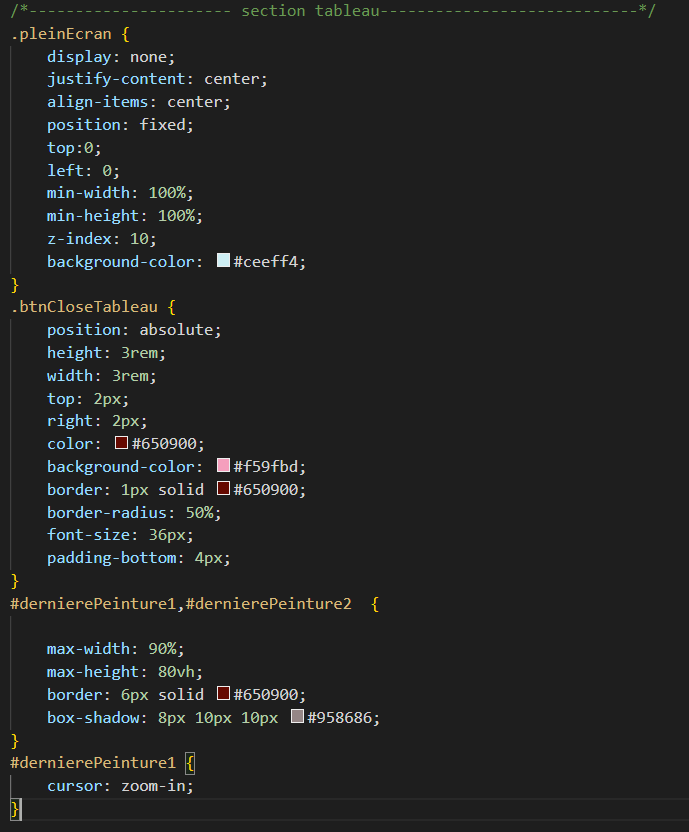 /*---------------------- section tableau----------------------------*/
.pleinEcran {
    display: none;
    justify-content: center;
    align-items: center;
    position: fixed;
    top:0;
    left: 0;
    min-width: 100%;
    min-height: 100%;
    z-index: 10;
    background-color: #ceeff4;
}
.btnCloseTableau {
    position: absolute;
    height: 3rem;
    width: 3rem;
    top: 2px;
    right: 2px;
    color: #650900;
    background-color: #f59fbd;
    border: 1px solid #650900;
    border-radius: 50%;
    font-size: 36px;
    padding-bottom: 4px;
}
#dernierePeinture1,#dernierePeinture2  {

    max-width: 90%;
    max-height: 80vh;
    border: 6px solid #650900;
    box-shadow: 8px 10px 10px #958686;
}
#dernierePeinture1 {
    cursor: zoom-in;
}